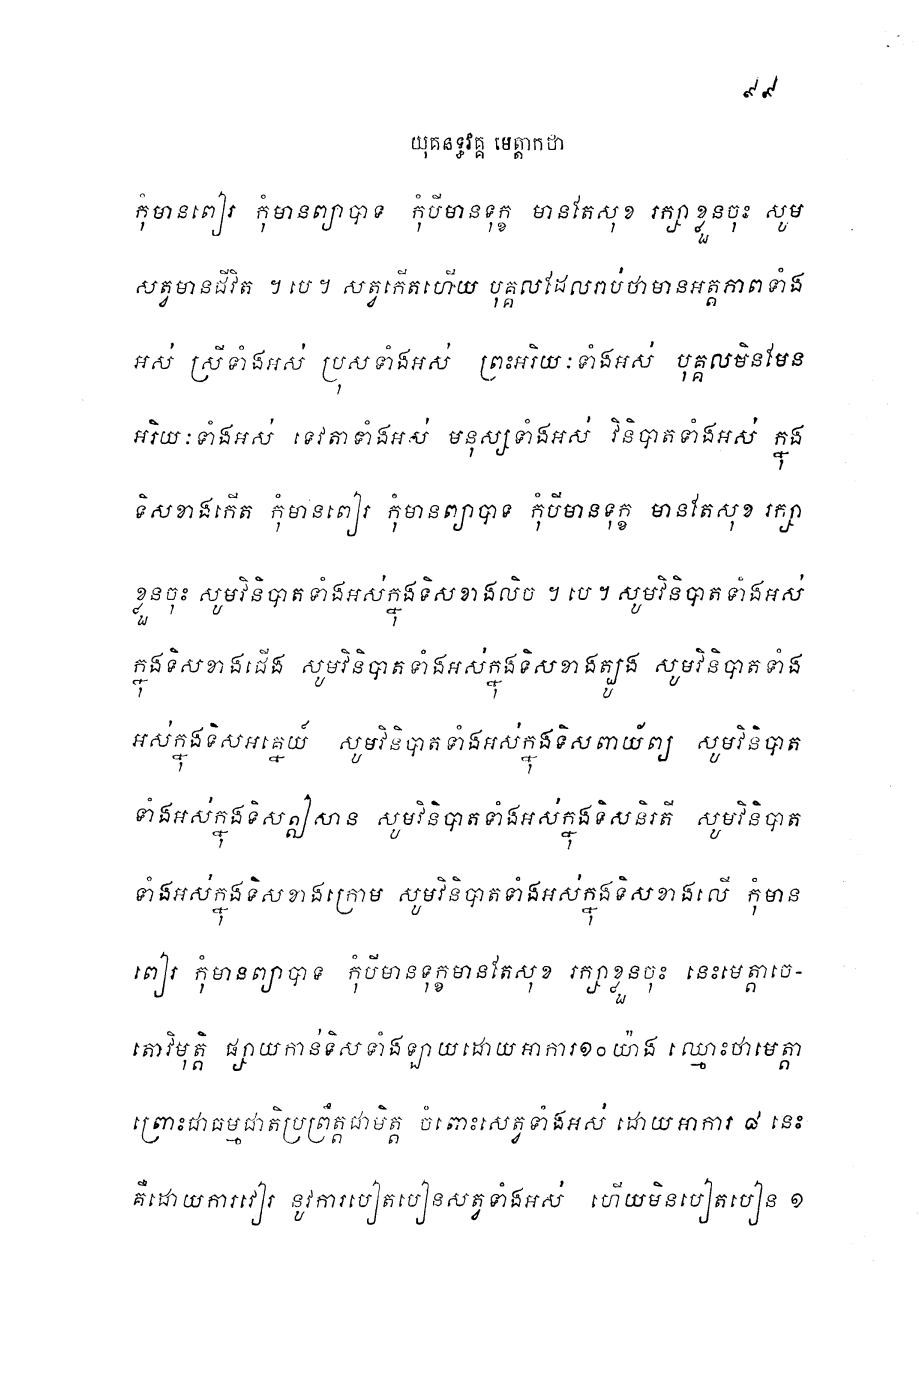 ៩៩
យុគនទ្ធវគ្គ មេត្តាកថា
កុំមានពៀរ កុំមានព្យាបាទ កុំបីមានទុក្ខ មានតែសុខ រក្សាខ្លួនចុះ សូម
សត្វមានជីវិត ។ បេ ។ សត្វកើតហើយ បុគ្គលដែលរាប់ថាមានអត្តភាពទាំង
អស់ ស្រីទាំងអស់ ប្រុសទាំងអស់ ព្រះអរិយៈទាំងអស់ បុគ្គលមិនមែន
អរិយៈទាំងអស់ ទេវតាទាំងអស់ មនុស្សទាំងអស់ វិនិបាតទាំងអស់ ក្នុង
ទិសខាងកើត កុំមានពៀរ កុំមានព្យាបាទ កុំបីមានទុក្ខ មានតែសុខ រក្សា
ខ្លួនចុះ សូមវិនិបាតទាំងអស់ក្នុងទិសខាងលិច ។ បេ ។ សូមវិនិបាតទាំងអស់
ក្នុងទិសខាងជើង សូមវិនិបាតទាំងអស់ក្នុងទិសខាងត្បូង សូមវិនិបាតទាំង
អស់ក្នុងទិសអគ្នេយ៍ សូមវិនិបាតទាំងអស់ក្នុងទិសពាយ័ព្យ សូមវិនិបាត
ទាំងអស់ក្នុងទិសឦសាន សូមវិនិបាតទាំងអស់ក្នុងទិសនិរតី សូមវិនិបាត
ទាំងអស់ក្នុងទិសខាងក្រោម សូមវិនិបាតទាំងអស់ក្នុងទិសខាងលើ កុំមាន
ពៀរ កុំមានព្យាបាទ កុំបីមានទុក្ខមានតែសុខ រក្សាខ្លួនចុះ នេះមេត្តាចេ-
តោវិមុត្តិ ផ្សាយកាន់ទិសទាំងឡាយដោយអាការ១០យ៉ាង ឈ្មោះថាមេត្តា
ព្រោះជាធម្មជាតិប្រព្រឹត្តជាមិត្ត ចំពោះសត្វទាំងអស់ ដោយអាការ ៨ នេះ
គឺដោយការវៀរ នូវការបៀតបៀនសត្វទាំងអស់ ហើយមិនបៀតបៀន ១